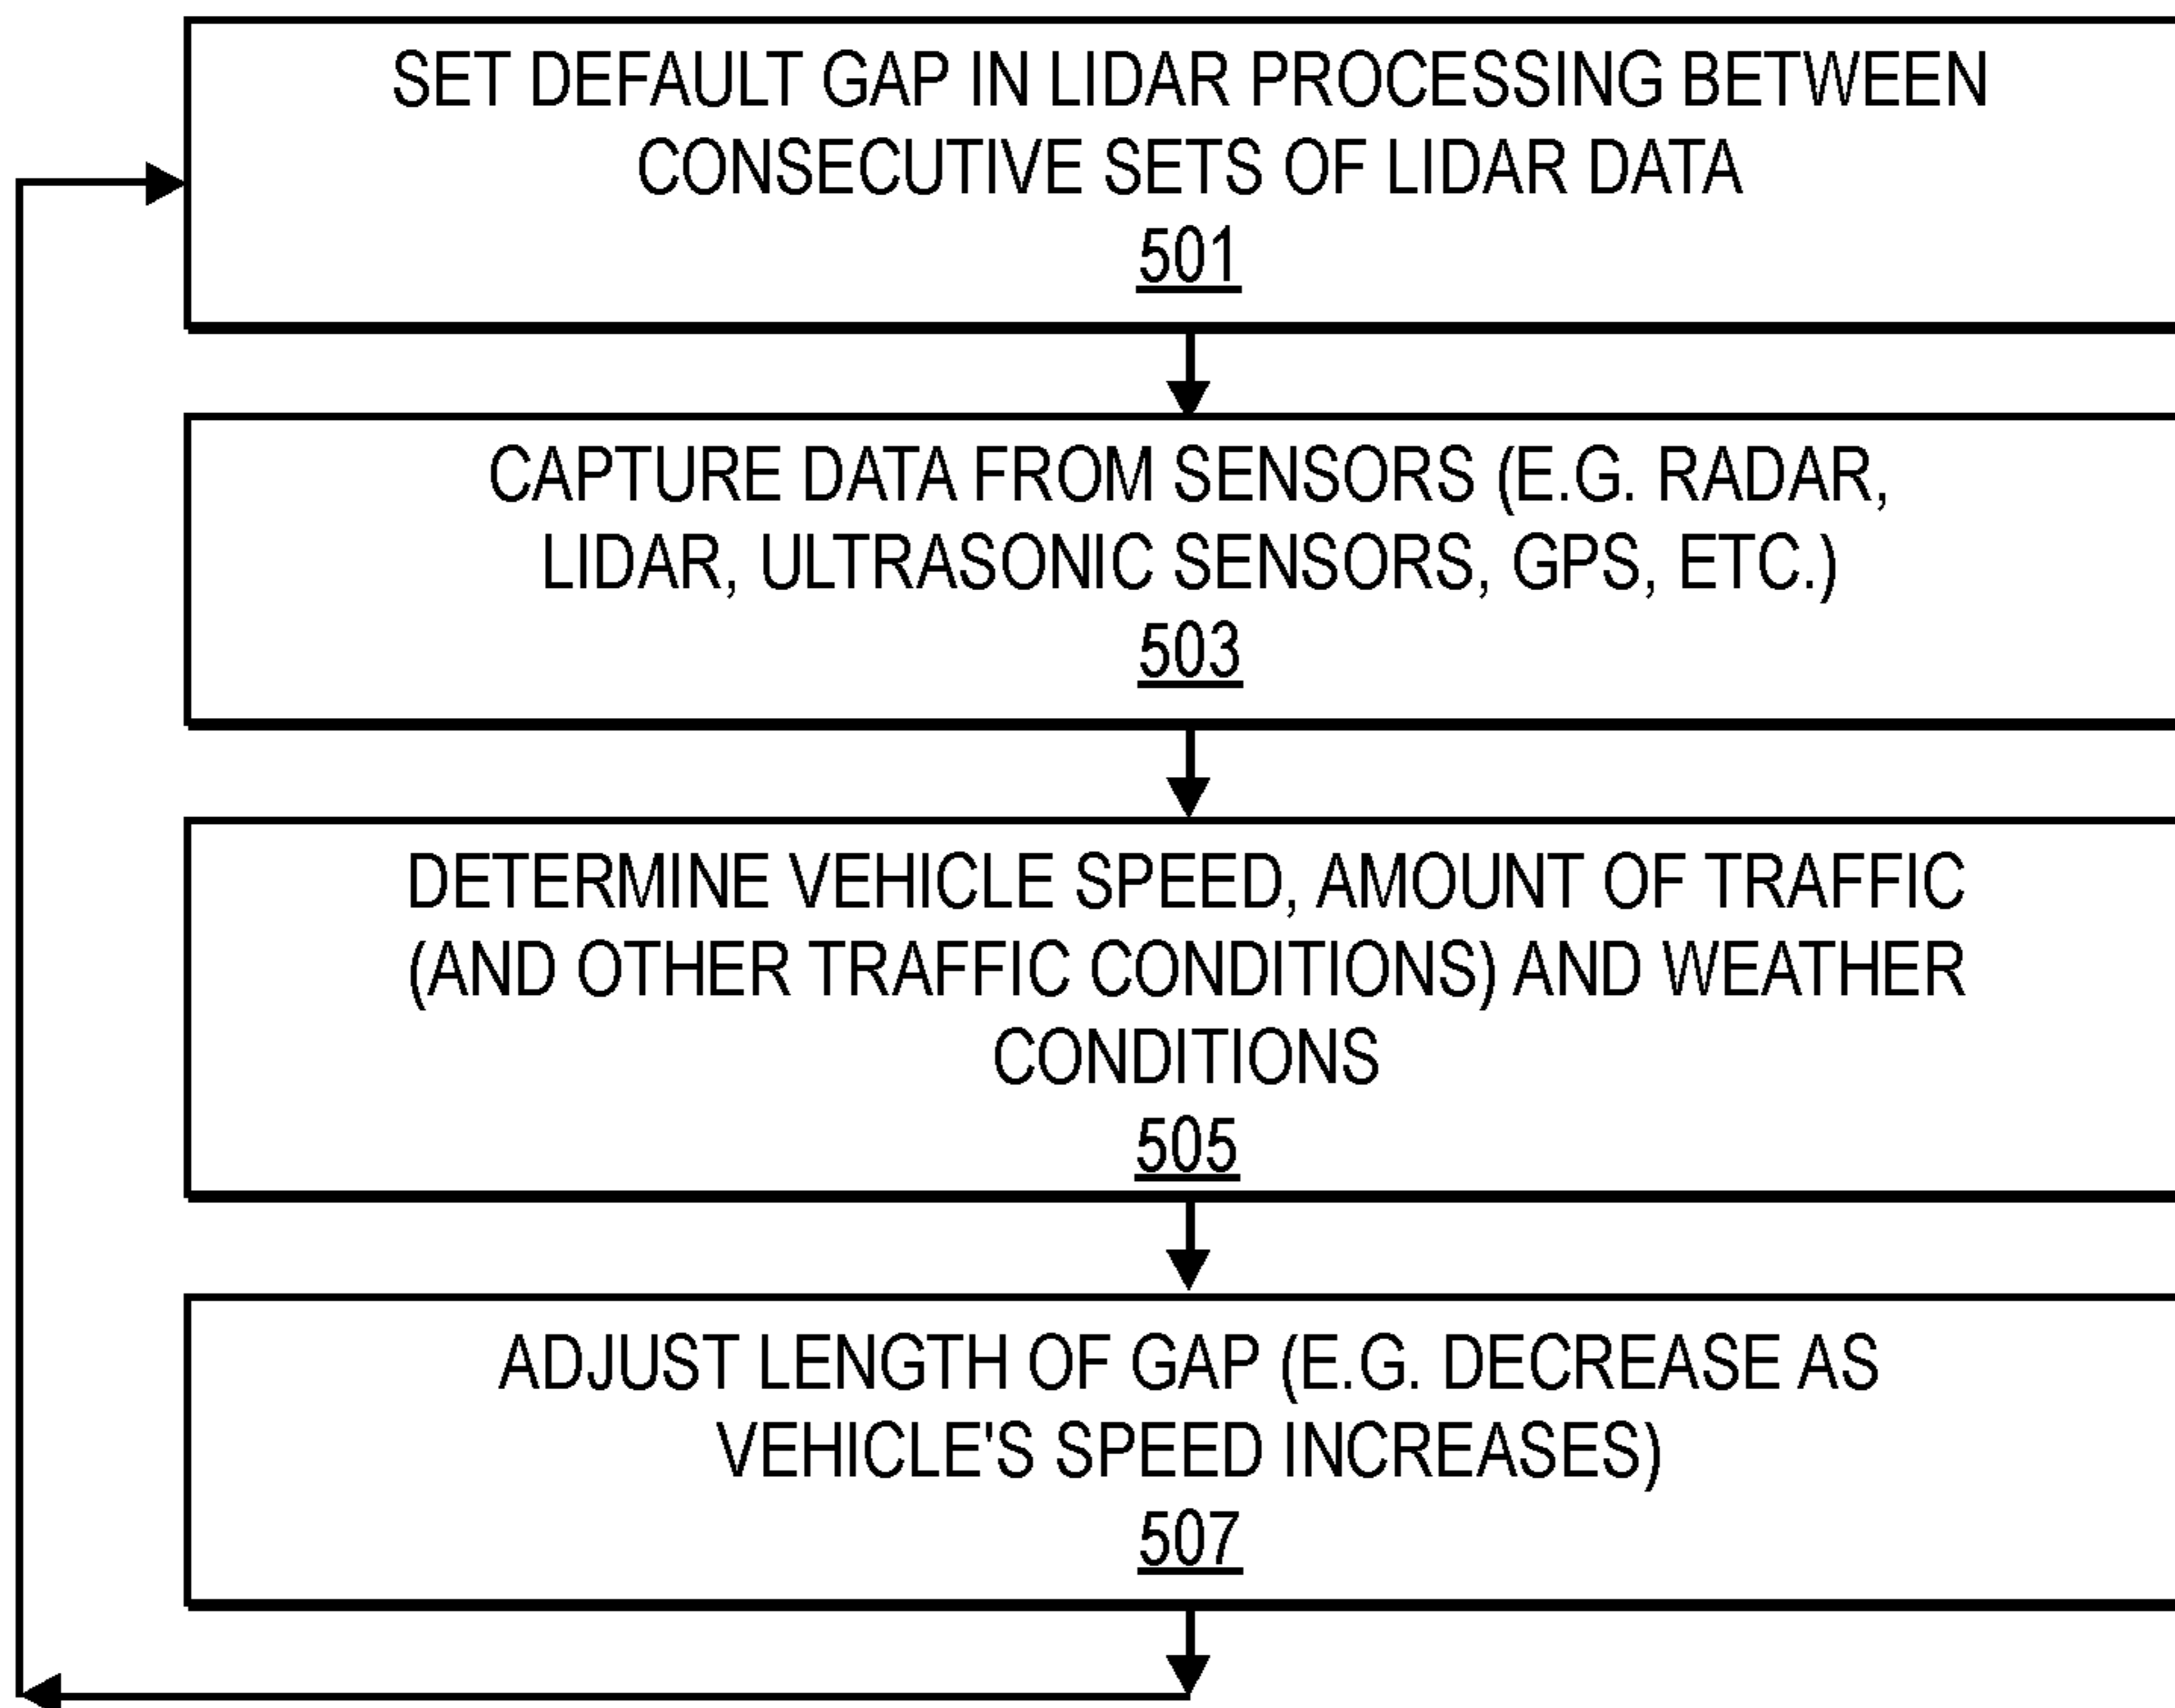 SET DEFAULT GAP IN LIDAR PROCESSING BETWEEN
CONSECUTIVE SETS OF LIDAR DATA
501
CAPTURE DATA FROM SENSORS (E.G. RADAR,
LIDAR, ULTRASONIC SENSORS, GPS, ETC.)
503
DETERMINE VEHICLE SPEED, AMOUNT OF TRAFFIC
(AND OTHER TRAFFIC CONDITIONS) AND WEATHER
CONDITIONS
505
ADJUST LENGTH OF GAP (E.G. DECREASE AS
VEHICLE'S SPEED INCREASES)
507